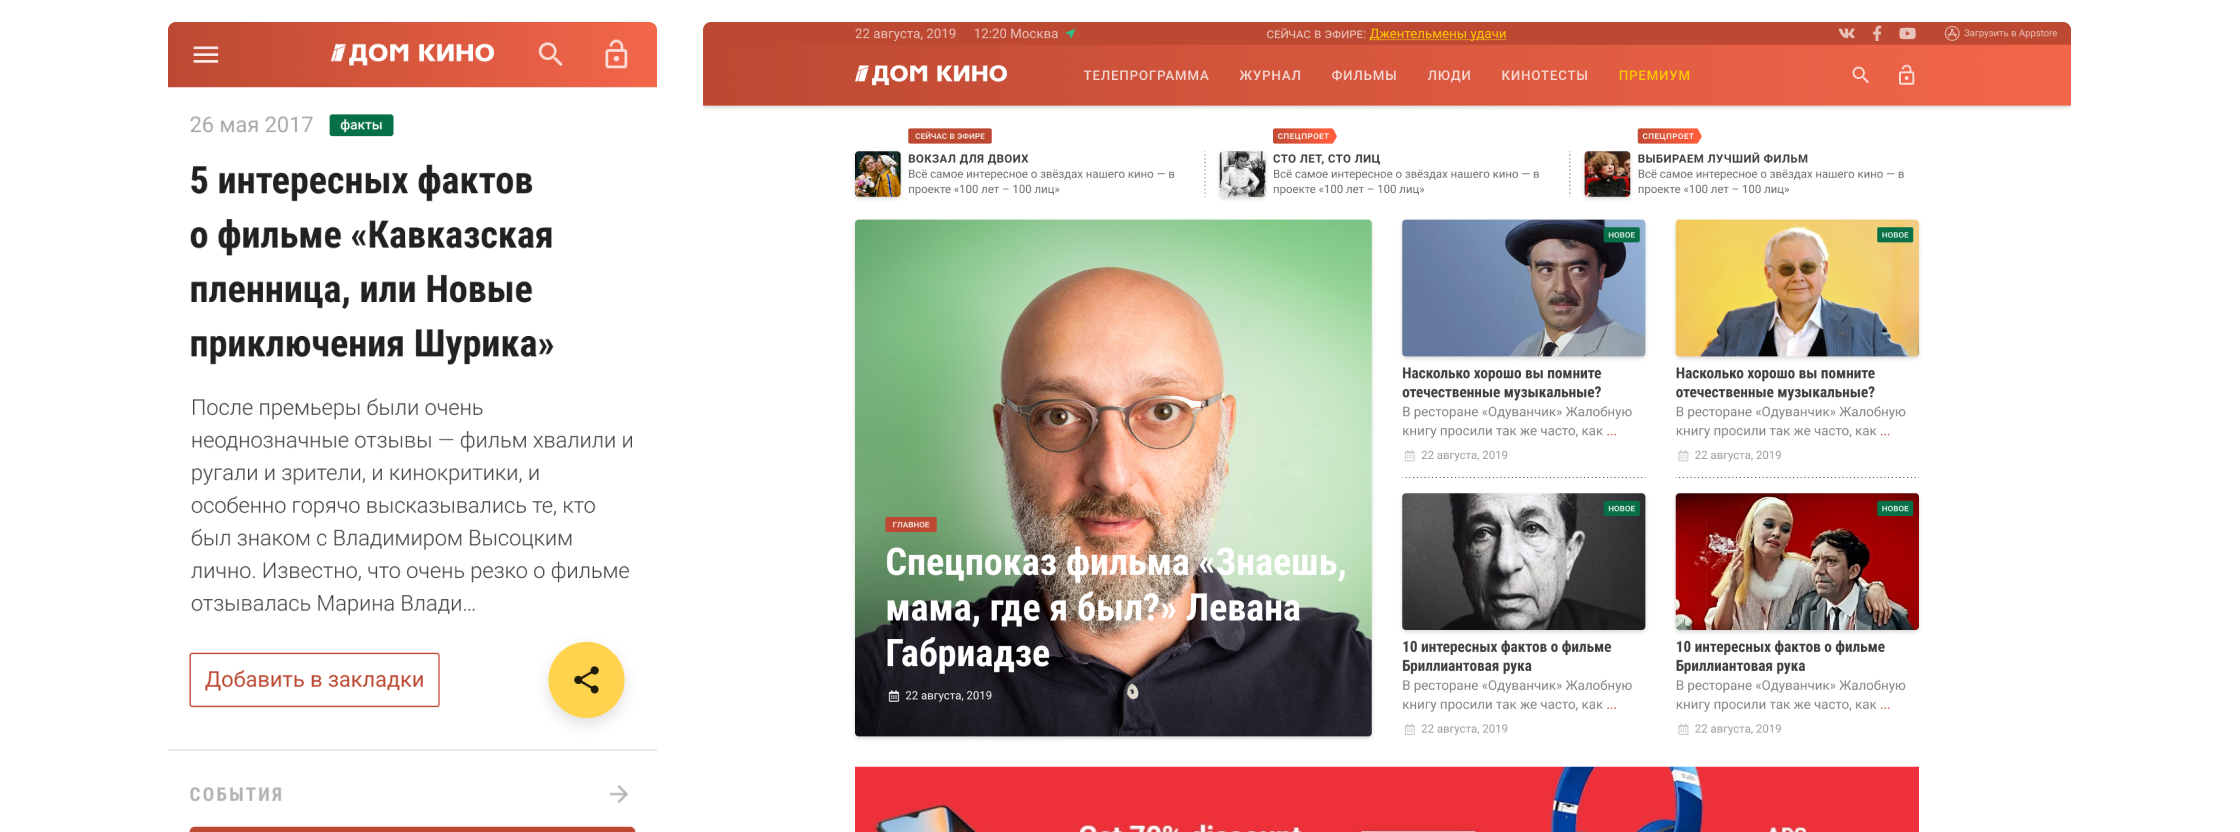 ДОМ КИНО
26 мая 2017 факты
5 интересных фактов
о фильме «Кавказская
пленница, или Новые
приключения Шурика»
После премьеры были очень
неоднозначные отзывы — фильм хвалили и
ругали и зрители, и кинокритики, и
особенно горячо высказывались те, кто
был знаком с Владимиром Высоцким
лично. Известно, что очень резко о фильме
отзывалась Марина Влади...
Добавить в закладки
СОБЫТИЯ
22 августа, 2019 12:20 Москва СЕЙЧАС В ЭФИРЕ: Джентельмены удачи Загрузить в Appstore
ДОМ КИНО ТЕЛЕПРОГРАММА ЖУРНАЛ ФИЛЬМЫ ЛЮДИ КИНОТЕСТЫ ПРЕМИУМ
СЕЙЧАС В ЭФИРЕ
ВОКЗАЛ ДЛЯ ДВОИХ
Всё самое интересное о звёздах нашего кино — в
проекте «100 лет – 100 лиц»
СПЕЦПРОЕТ
СТО ЛЕТ, СТО ЛИЦ
Всё самое интересное о звёздах нашего кино — в
проекте «100 лет – 100 лиц»
СПЕЦПРОЕТ
ВЫБИРАЕМ ЛУЧШИЙ ФИЛЬМ
Всё самое интересное о звёздах нашего кино — в
проекте «100 лет – 100 лиц»
ГЛАВНОЕ
Спецпоказ фильма «Знаешь,
мама, где я был?» Левана
Габриадзе
22 августа, 2019
НОВОЕ
Насколько хорошо вы помните
отечественные музыкальные?
В ресторане «Одуванчик» Жалобную
книгу просили так же часто, как ...
22 августа, 2019
НОВОЕ
Насколько хорошо вы помните
отечественные музыкальные?
В ресторане «Одуванчик» Жалобную
книгу просили так же часто, как ...
22 августа, 2019
НОВОЕ
10 интересных фактов о фильме
Бриллиантовая рука
В ресторане «Одуванчик» Жалобную
книгу просили так же часто, как ...
22 августа, 2019
НОВОЕ
10 интересных фактов о фильме
Бриллиантовая рука
В ресторане «Одуванчик» Жалобную
книгу просили так же часто, как ...
22 августа, 2019
Get 70% discount